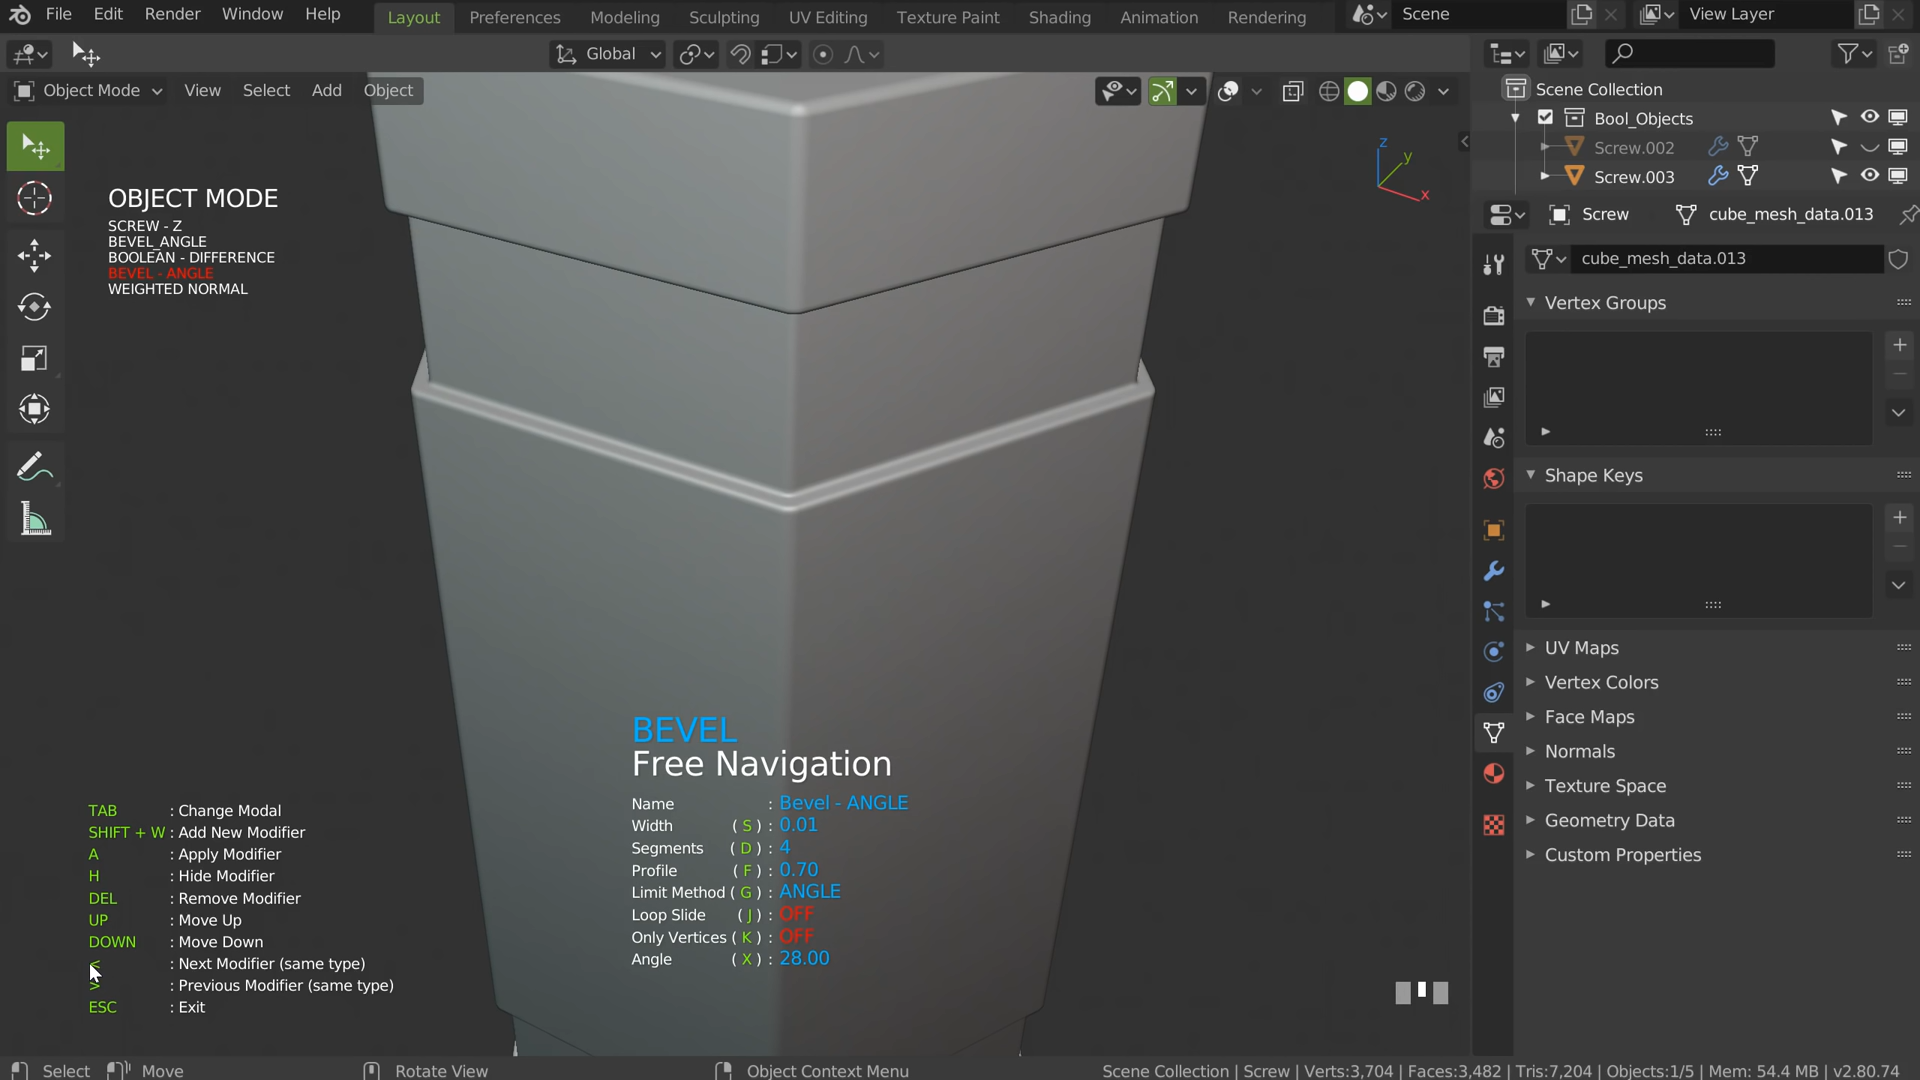 File Edit Render Window Help Layout Preferences Modeling Sculpting UV Editing Texture Paint Shading Animation Rendering Scene View Layer
Global
Object Mode View Select Add Object
Scene Collection
Bool_Objects
Screw.002
Screw.003
Screw cube_mesh_data.013
cube_mesh_data.013
Vertex Groups
Shape Keys
UV Maps
Vertex Colors
Face Maps
Normals
Texture Space
Geometry Data
Custom Properties
z
y
x
OBJECT MODE
SCREW - Z
BEVEL_ANGLE
BOOLEAN - DIFFERENCE
BEVEL - ANGLE
WEIGHTED NORMAL
BEVEL
Free Navigation
Name : Bevel - ANGLE
Width ( S ) : 0.01
Segments ( D ) : 4
Profile ( F ) : 0.70
Limit Method ( G ) : ANGLE
Loop Slide ( J ) : OFF
Only Vertices ( K ) : OFF
Angle ( X ) : 28.00
TAB : Change Modal
SHIFT + W : Add New Modifier
A : Apply Modifier
H : Hide Modifier
DEL : Remove Modifier
UP : Move Up
DOWN : Move Down
< : Next Modifier (same type)
> : Previous Modifier (same type)
ESC : Exit
Select Move Rotate View Object Context Menu Scene Collection | Screw | Verts:3,704 | Faces:3,482 | Tris:7,204 | Objects:1/5 | Mem: 54.4 MB | v2.80.74